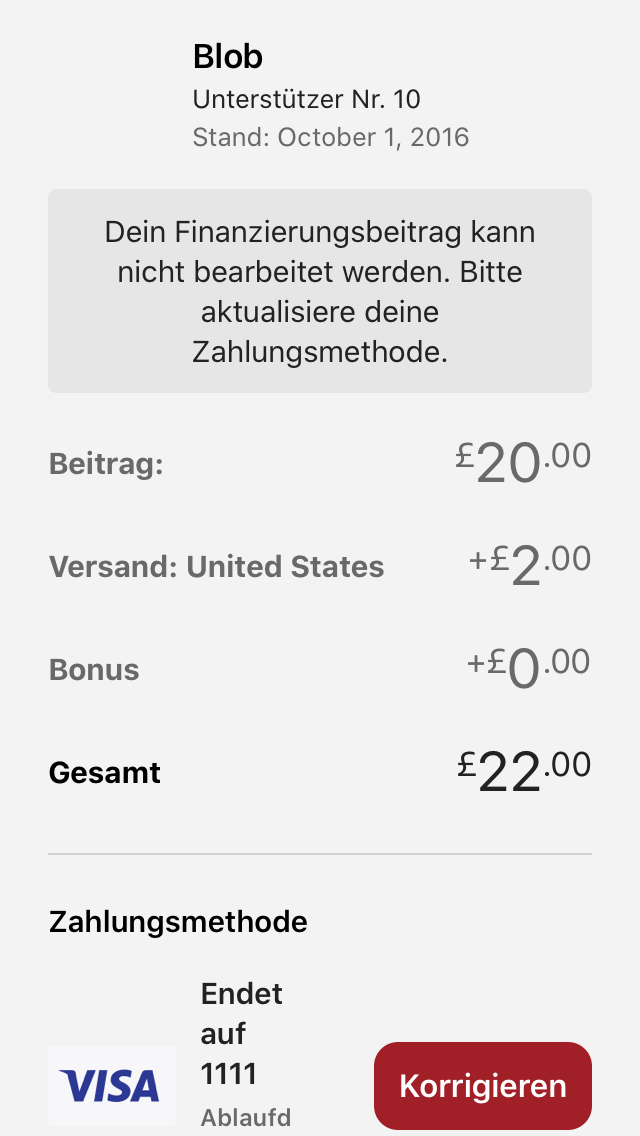 Blob
Unterstützer Nr. 10
Stand: October 1, 2016
Dein Finanzierungsbeitrag kann
nicht bearbeitet werden. Bitte
aktualisiere deine
Zahlungsmethode.
Beitrag: £20.00
Versand: United States +£2.00
Bonus +£0.00
Gesamt £22.00
Zahlungsmethode
Endet
auf
1111
VISA
Korrigieren
Ablaufd